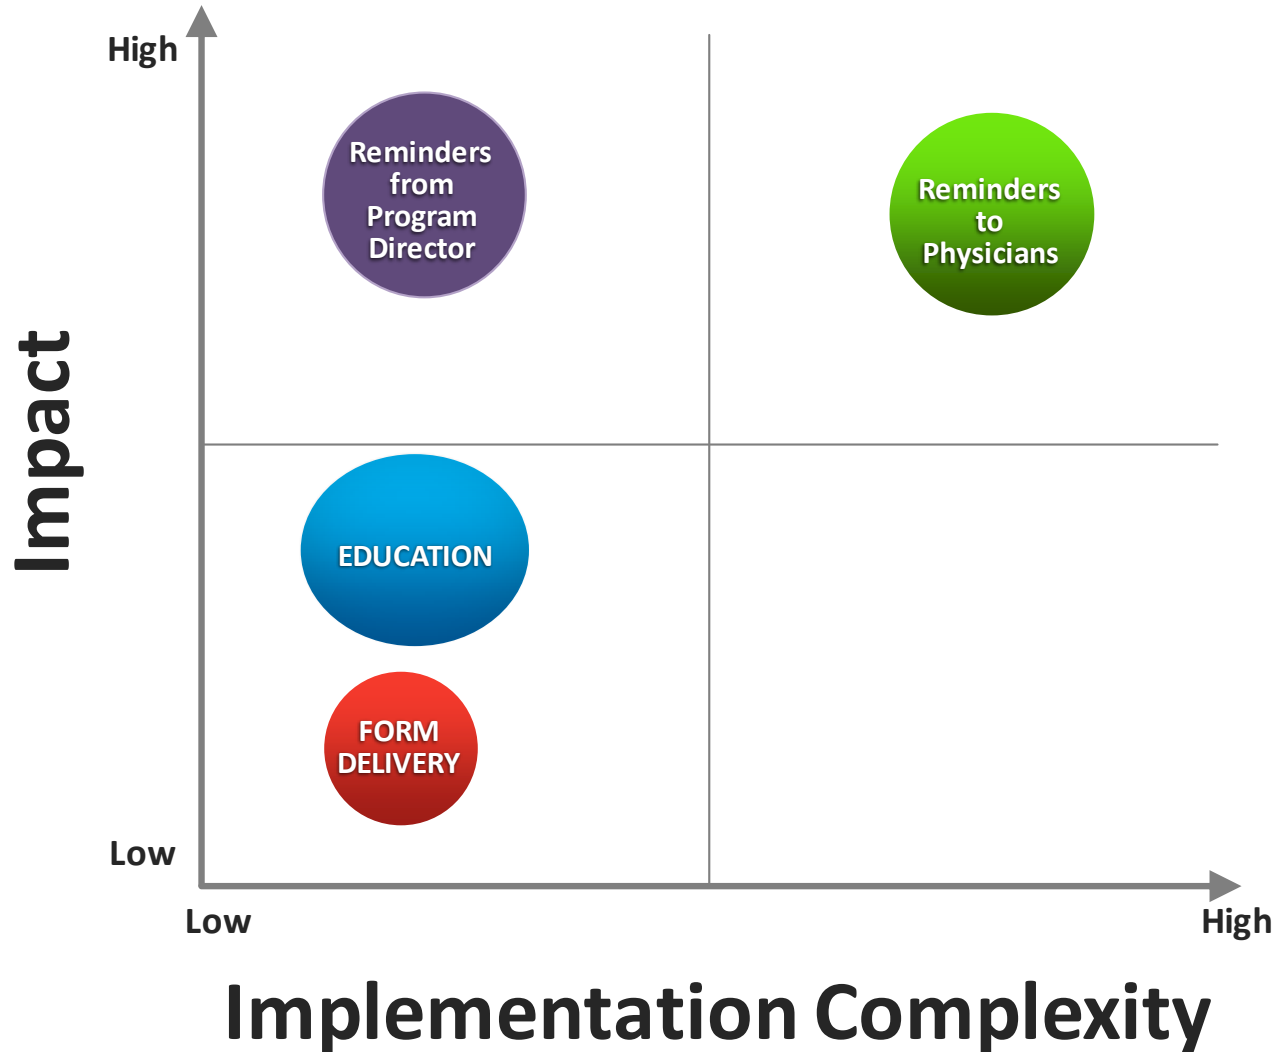 High
Reminders
from
Program
Director
Reminders
to
Physicians
Impact
EDUCATION
FORM
DELIVERY
Low
Low
High
Implementation Complexity